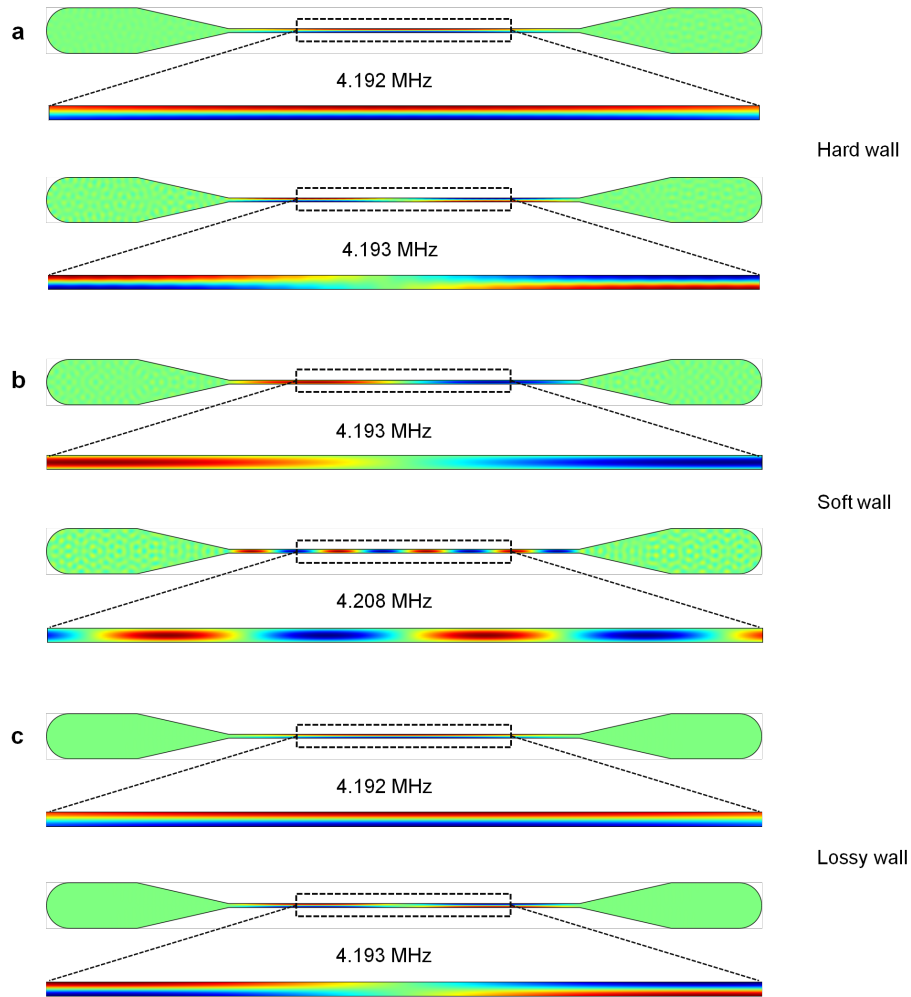 a
4.192 MHz
Hard wall
4.193 MHz
b
4.193 MHz
Soft wall
4.208 MHz
c
4.192 MHz
Lossy wall
4.193 MHz